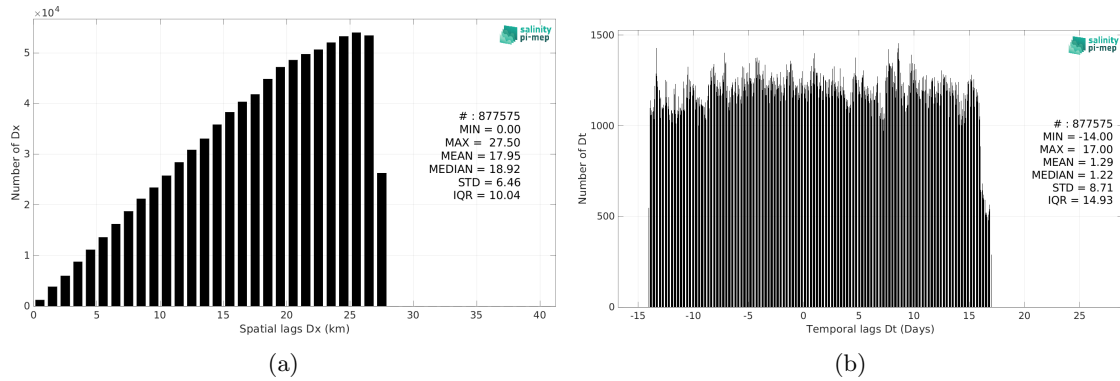 ×10⁴
salinity
pi-mep
5
4
3
2
1
0
Number of Dx
# : 877575
MIN = 0.00
MAX = 27.50
MEAN = 17.95
MEDIAN = 18.92
STD = 6.46
IQR = 10.04
0 5 10 15 20 25 30 35 40
Spatial lags Dx (km)
(a)
salinity
pi-mep
1500
1000
500
0
Number of Dt
# : 877575
MIN = -14.00
MAX = 17.00
MEAN = 1.29
MEDIAN = 1.22
STD = 8.71
IQR = 14.93
-15 -10 -5 0 5 10 15 20 25
Temporal lags Dt (Days)
(b)